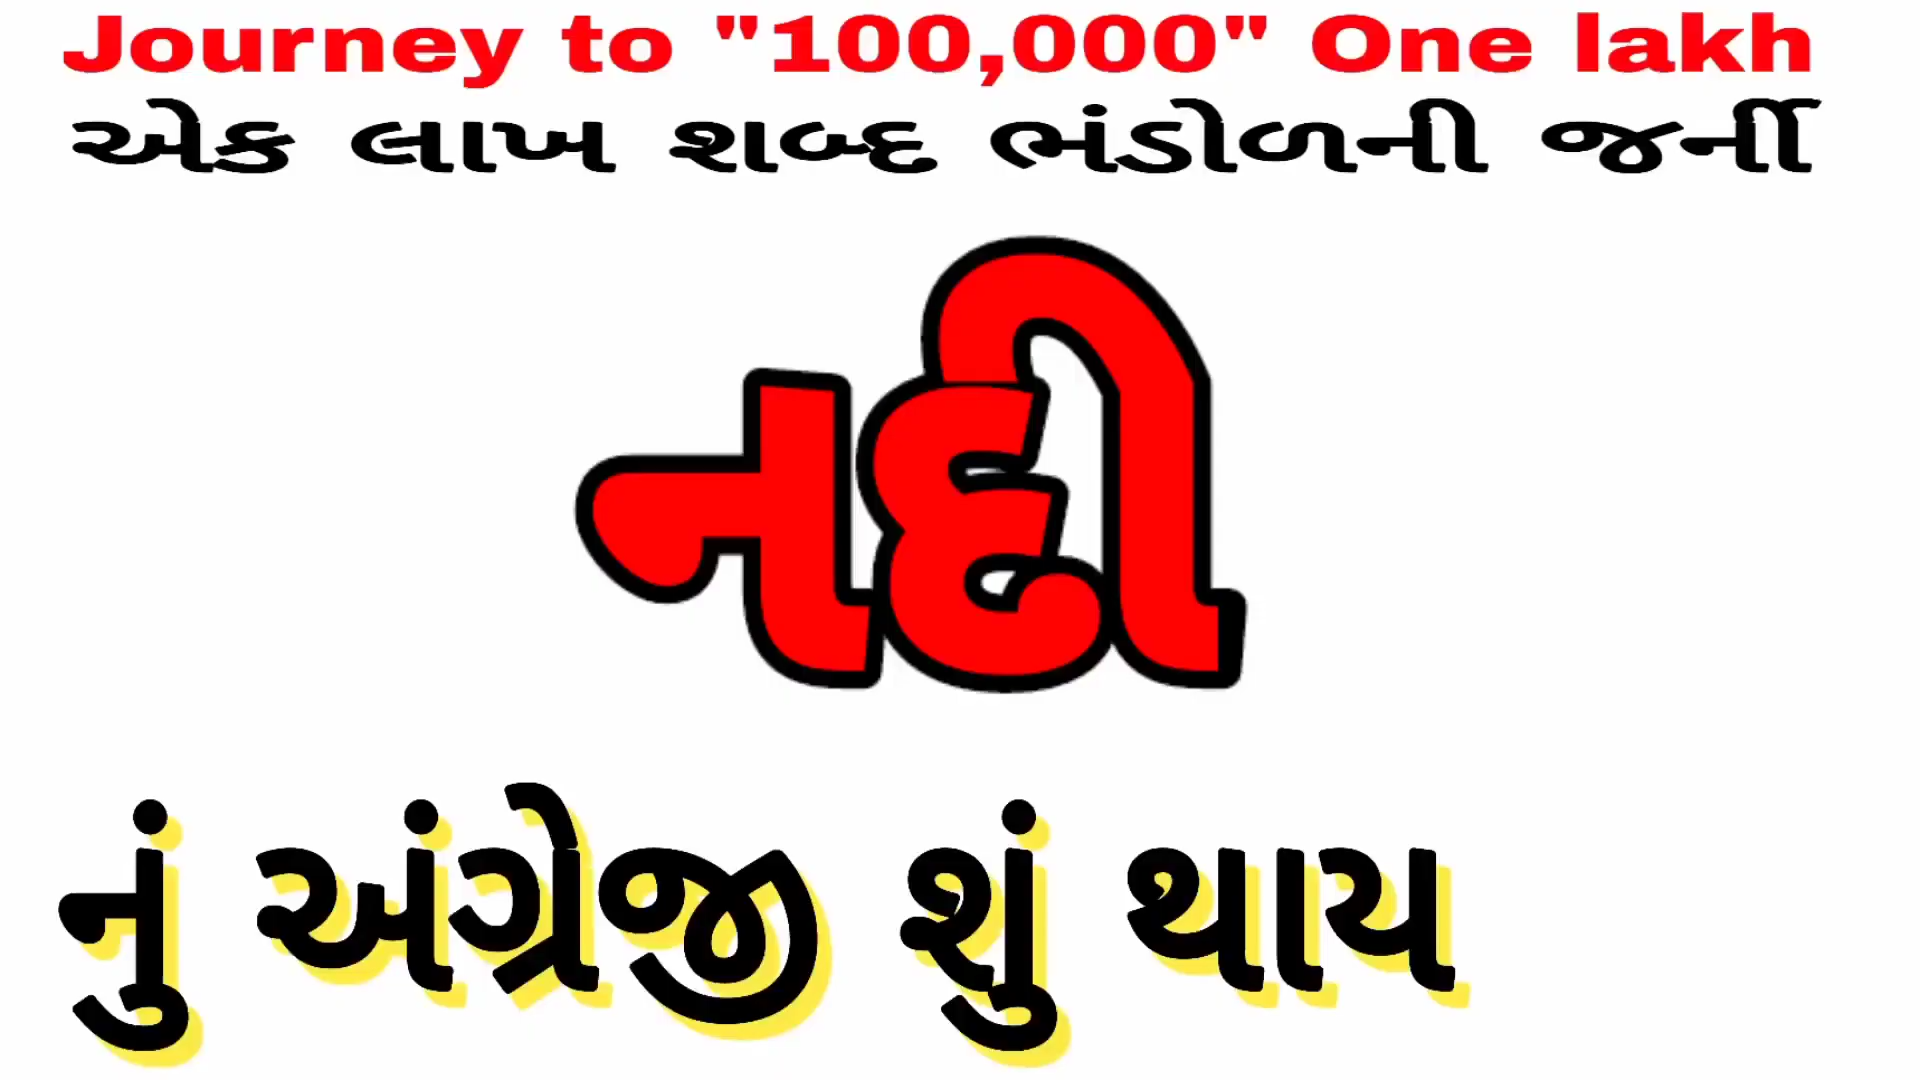 Journey to "100,000" One lakh
એક લાખ શબ્દ ભંડોળની જર્ની
નદી
નું અંગ્રેજી શું થાય